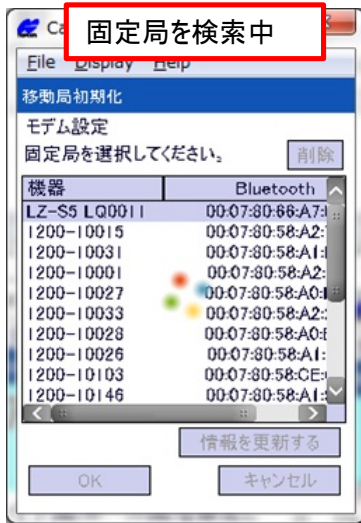 固定局を検索中
Ca
File Display Help
移動局初期化
モデム設定
固定局を選択してください。
削除
機器 Bluetooth
LZ-S5 LQ0011 00:07:80:66:A7:
1200-10015 00:07:80:58:A2:
1200-10031 00:07:80:58:A1:
1200-10001 00:07:80:58:A2:
1200-10027 00:07:80:58:A0:
1200-10033 00:07:80:58:A2:
1200-10028 00:07:80:58:A0:
1200-10026 00:07:80:58:A1:
1200-10103 00:07:80:58:CE:
1200-10146 00:07:80:58:A1:
情報を更新する
OK キャンセル